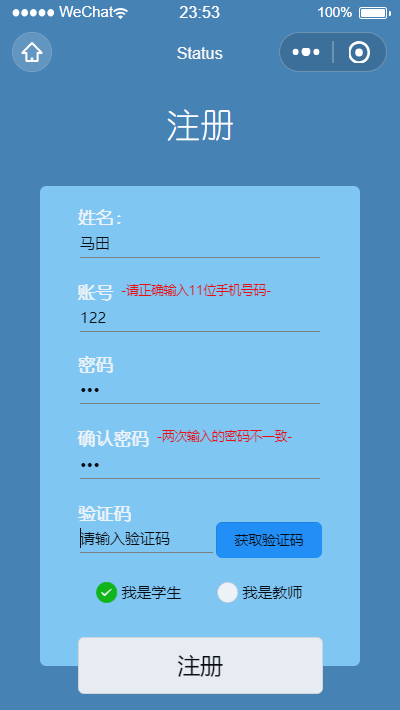 WeChat 23:53 100%
Status
注册
姓名：
马田
账号 -请正确输入11位手机号码-
122
密码
•••
确认密码 -两次输入的密码不一致-
•••
验证码
请输入验证码 获取验证码
我是学生 我是教师
注册